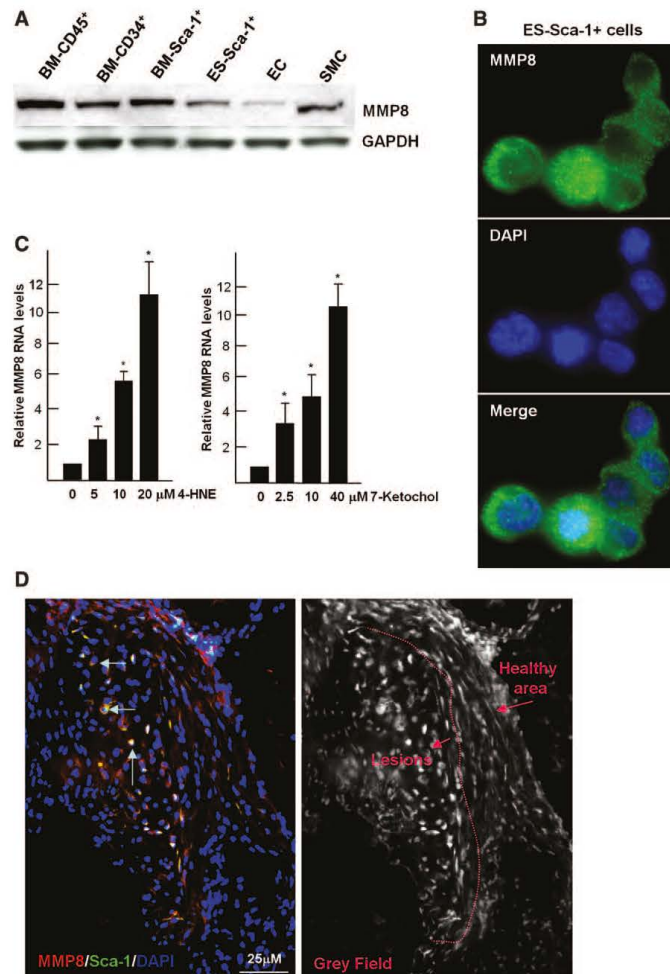 A
BM-CD45+
BM-CD34+
BM-Sca-1+
ES-Sca-1+
EC
SMC
MMP8
GAPDH
B
ES-Sca-1+ cells
MMP8
DAPI
Merge
C
Relative MMP8 RNA levels
12
10
8
6
4
2
*
*
*
0 5 10 20 μM 4-HNE
Relative MMP8 RNA levels
12
10
8
6
4
2
*
*
*
0 2.5 10 40 μM 7-Ketochol
D
MMP8/Sca-1/DAPI
25μM
Healthy
area
Lesions
Grey Field